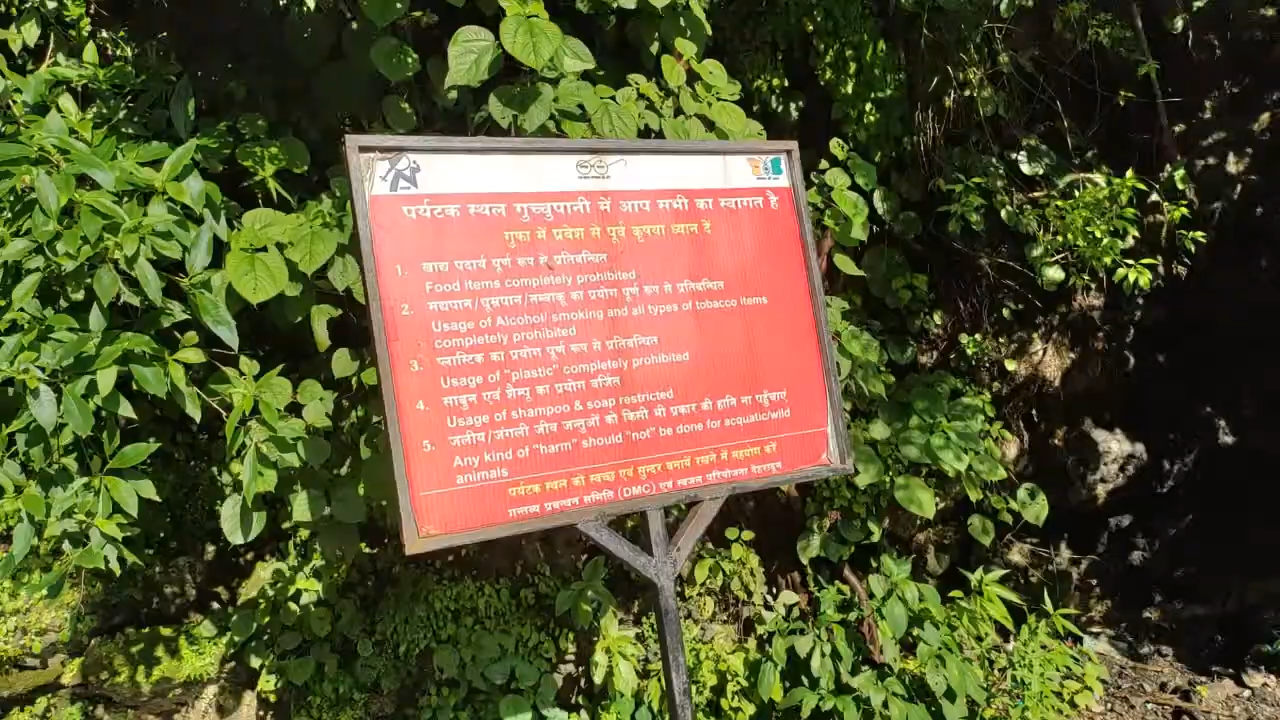 पर्यटक स्थल गुच्चुपानी में आप सभी का स्वागत है
गुफा में प्रवेश से पूर्व कृपया ध्यान दें
1. खाद्य पदार्थ पूर्ण रूप से प्रतिबन्धित
Food items completely prohibited
2. मद्यपान/धूम्रपान/तम्बाकू का प्रयोग पूर्ण रूप से प्रतिबन्धित
Usage of Alcohol/ smoking and all types of tobacco items
completely prohibited
3. प्लास्टिक का प्रयोग पूर्ण रूप से प्रतिबन्धित
Usage of "plastic" completely prohibited
4. साबुन एवं शैम्पू का प्रयोग वर्जित
Usage of shampoo & soap restricted
5. जलीय/जंगली जीव जन्तुओं को किसी भी प्रकार की हानि ना पहुँचाएं
Any kind of "harm" should "not" be done for acquatic/wild
animals
पर्यटक स्थल को स्वच्छ एवं सुन्दर बनायें रखने में सहयोग करें
गन्तव्य प्रबन्धन समिति (DMC) एवं स्वजल परियोजना देहरादून